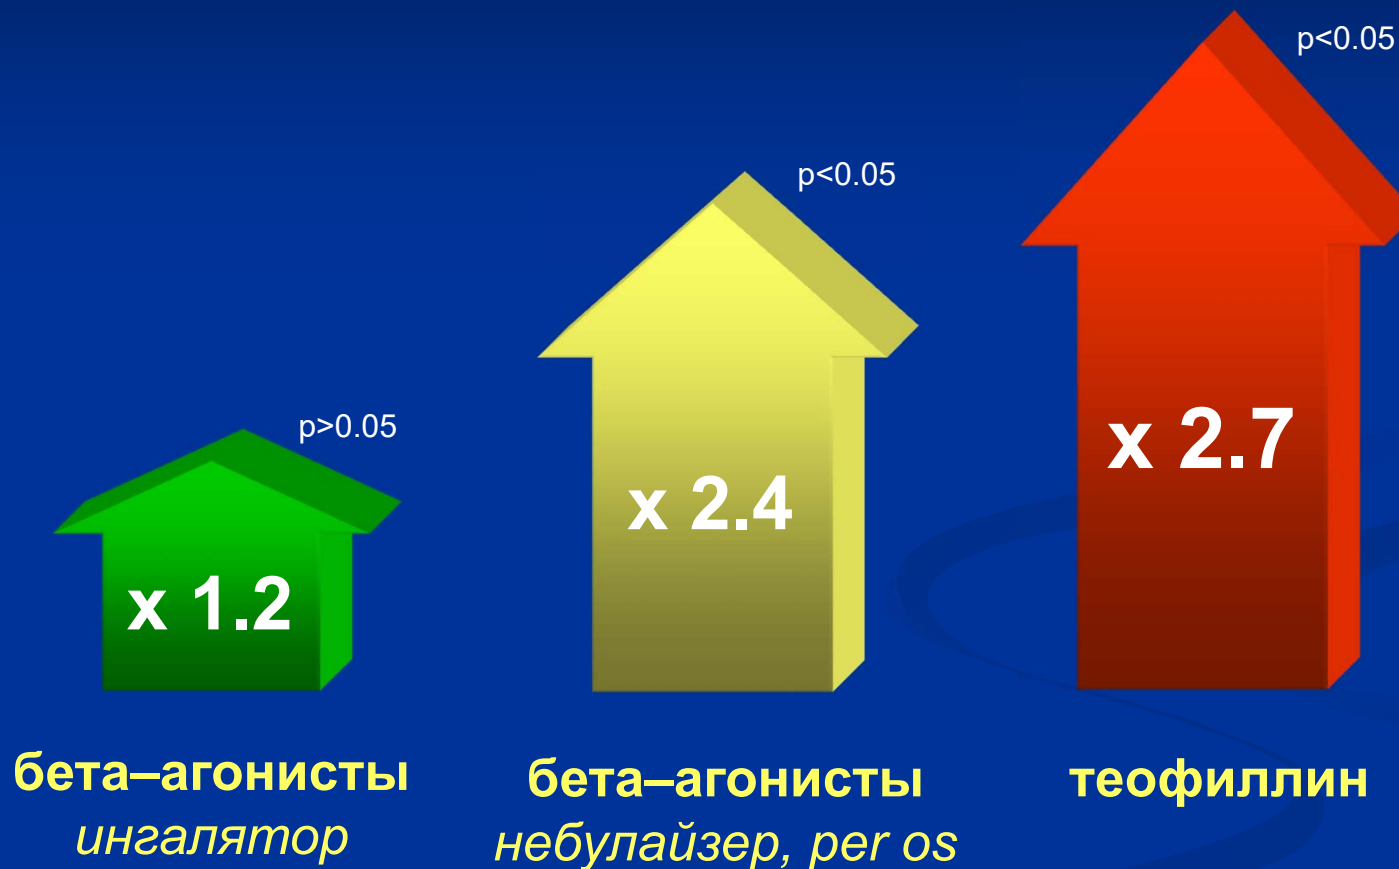 p>0.05
x 1.2
бета–агонисты
ингалятор
p<0.05
x 2.4
бета–агонисты
небулайзер, per os
p<0.05
x 2.7
теофиллин